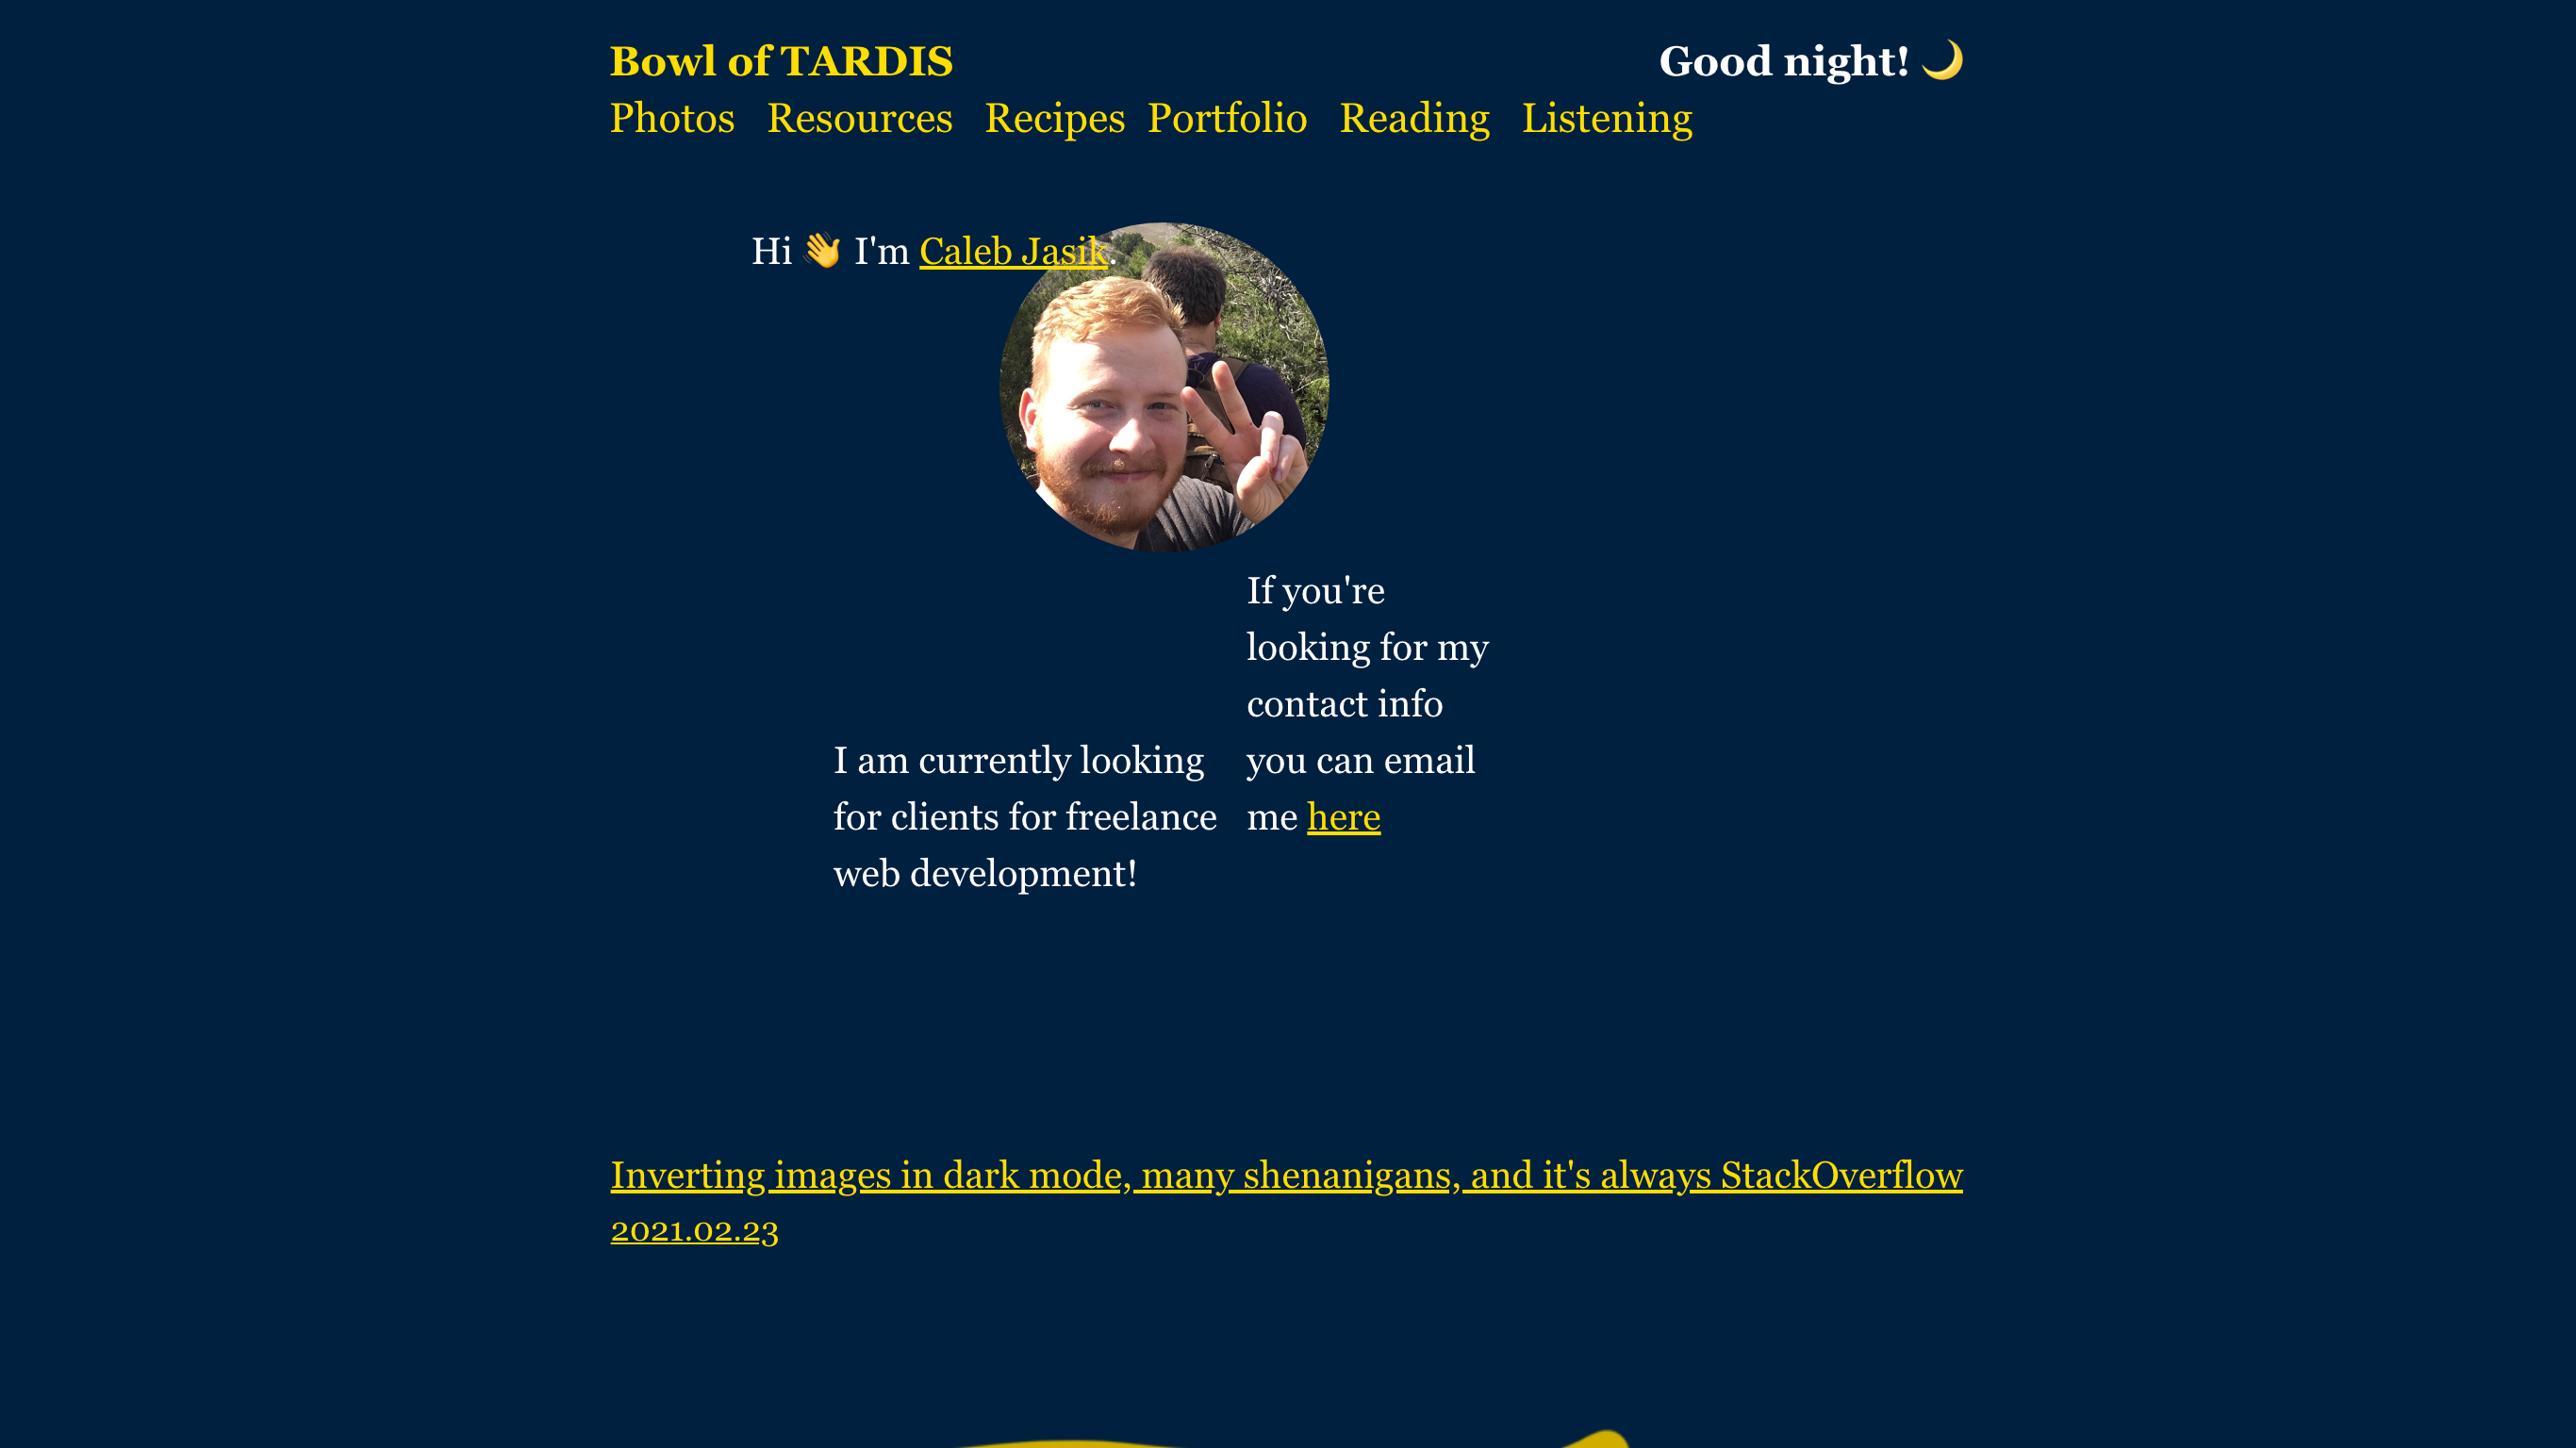 Bowl of TARDIS
Good night! 🌙
Photos Resources Recipes Portfolio Reading Listening
Hi 👋 I'm Caleb Jasik.
If you're
looking for my
contact info
you can email
me here
I am currently looking
for clients for freelance
web development!
Inverting images in dark mode, many shenanigans, and it's always StackOverflow
2021.02.23